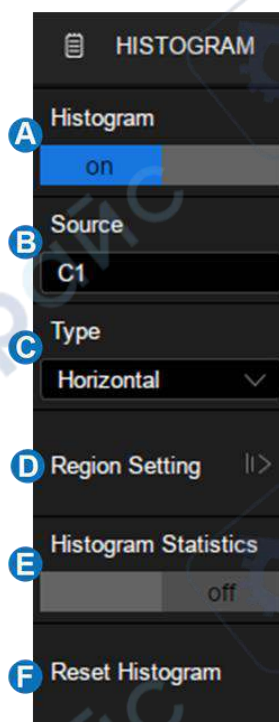 HISTOGRAM
A
Histogram
on
B
Source
C1
C
Type
Horizontal
D
Region Setting
E
Histogram Statistics
off
F
Reset Histogram